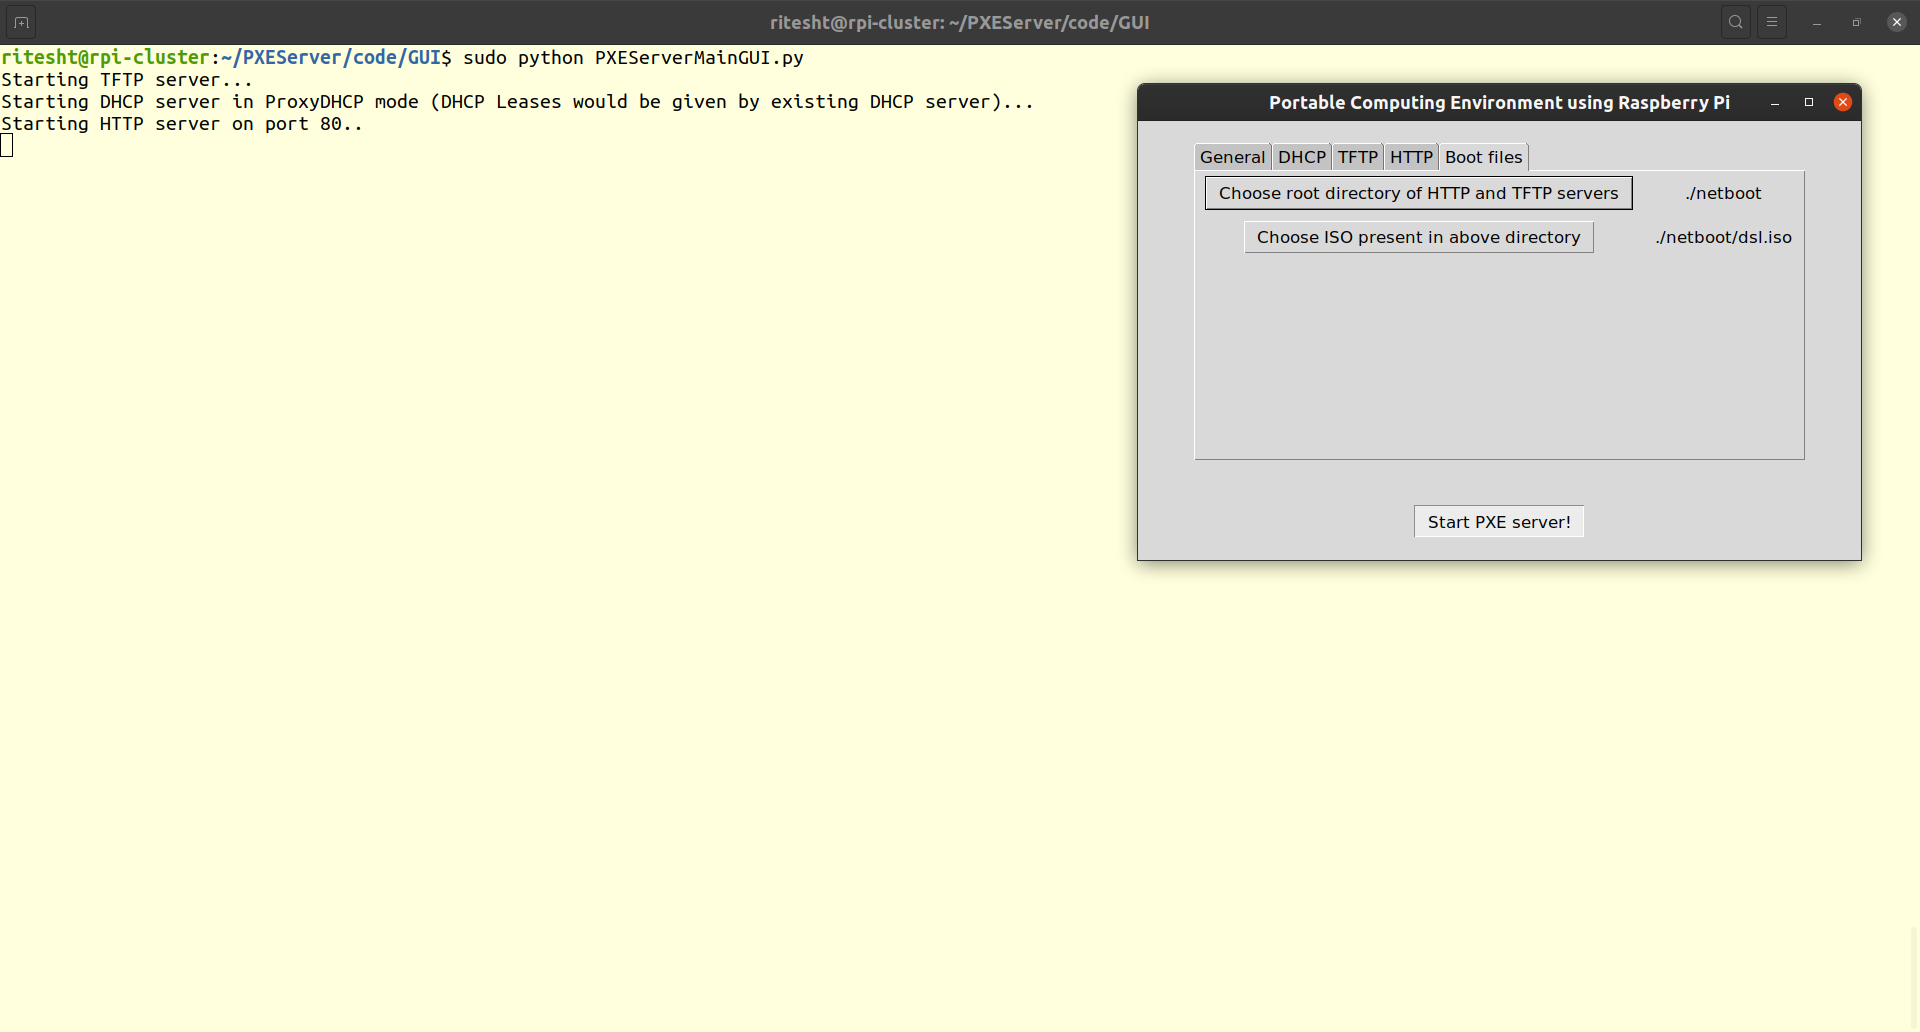 ritesht@rpi-cluster: ~/PXEServer/code/GUI
ritesht@rpi-cluster:~/PXEServer/code/GUI$ sudo python PXEServerMainGUI.py
Starting TFTP server...
Starting DHCP server in ProxyDHCP mode (DHCP Leases would be given by existing DHCP server)...
Starting HTTP server on port 80..
Portable Computing Environment using Raspberry Pi
General DHCP TFTP HTTP Boot files
Choose root directory of HTTP and TFTP servers ./netboot
Choose ISO present in above directory ./netboot/dsl.iso
Start PXE server!